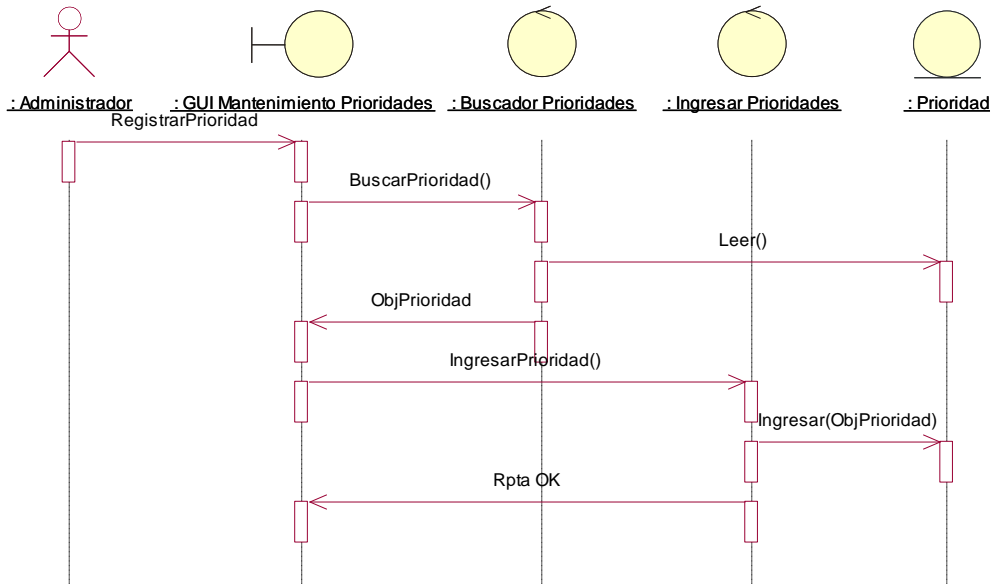 : Administrador
: GUI Mantenimiento Prioridades
: Buscador Prioridades
: Ingresar Prioridades
: Prioridad
RegistrarPrioridad
BuscarPrioridad()
Leer()
ObjPrioridad
IngresarPrioridad()
Ingresar(ObjPrioridad)
Rpta OK